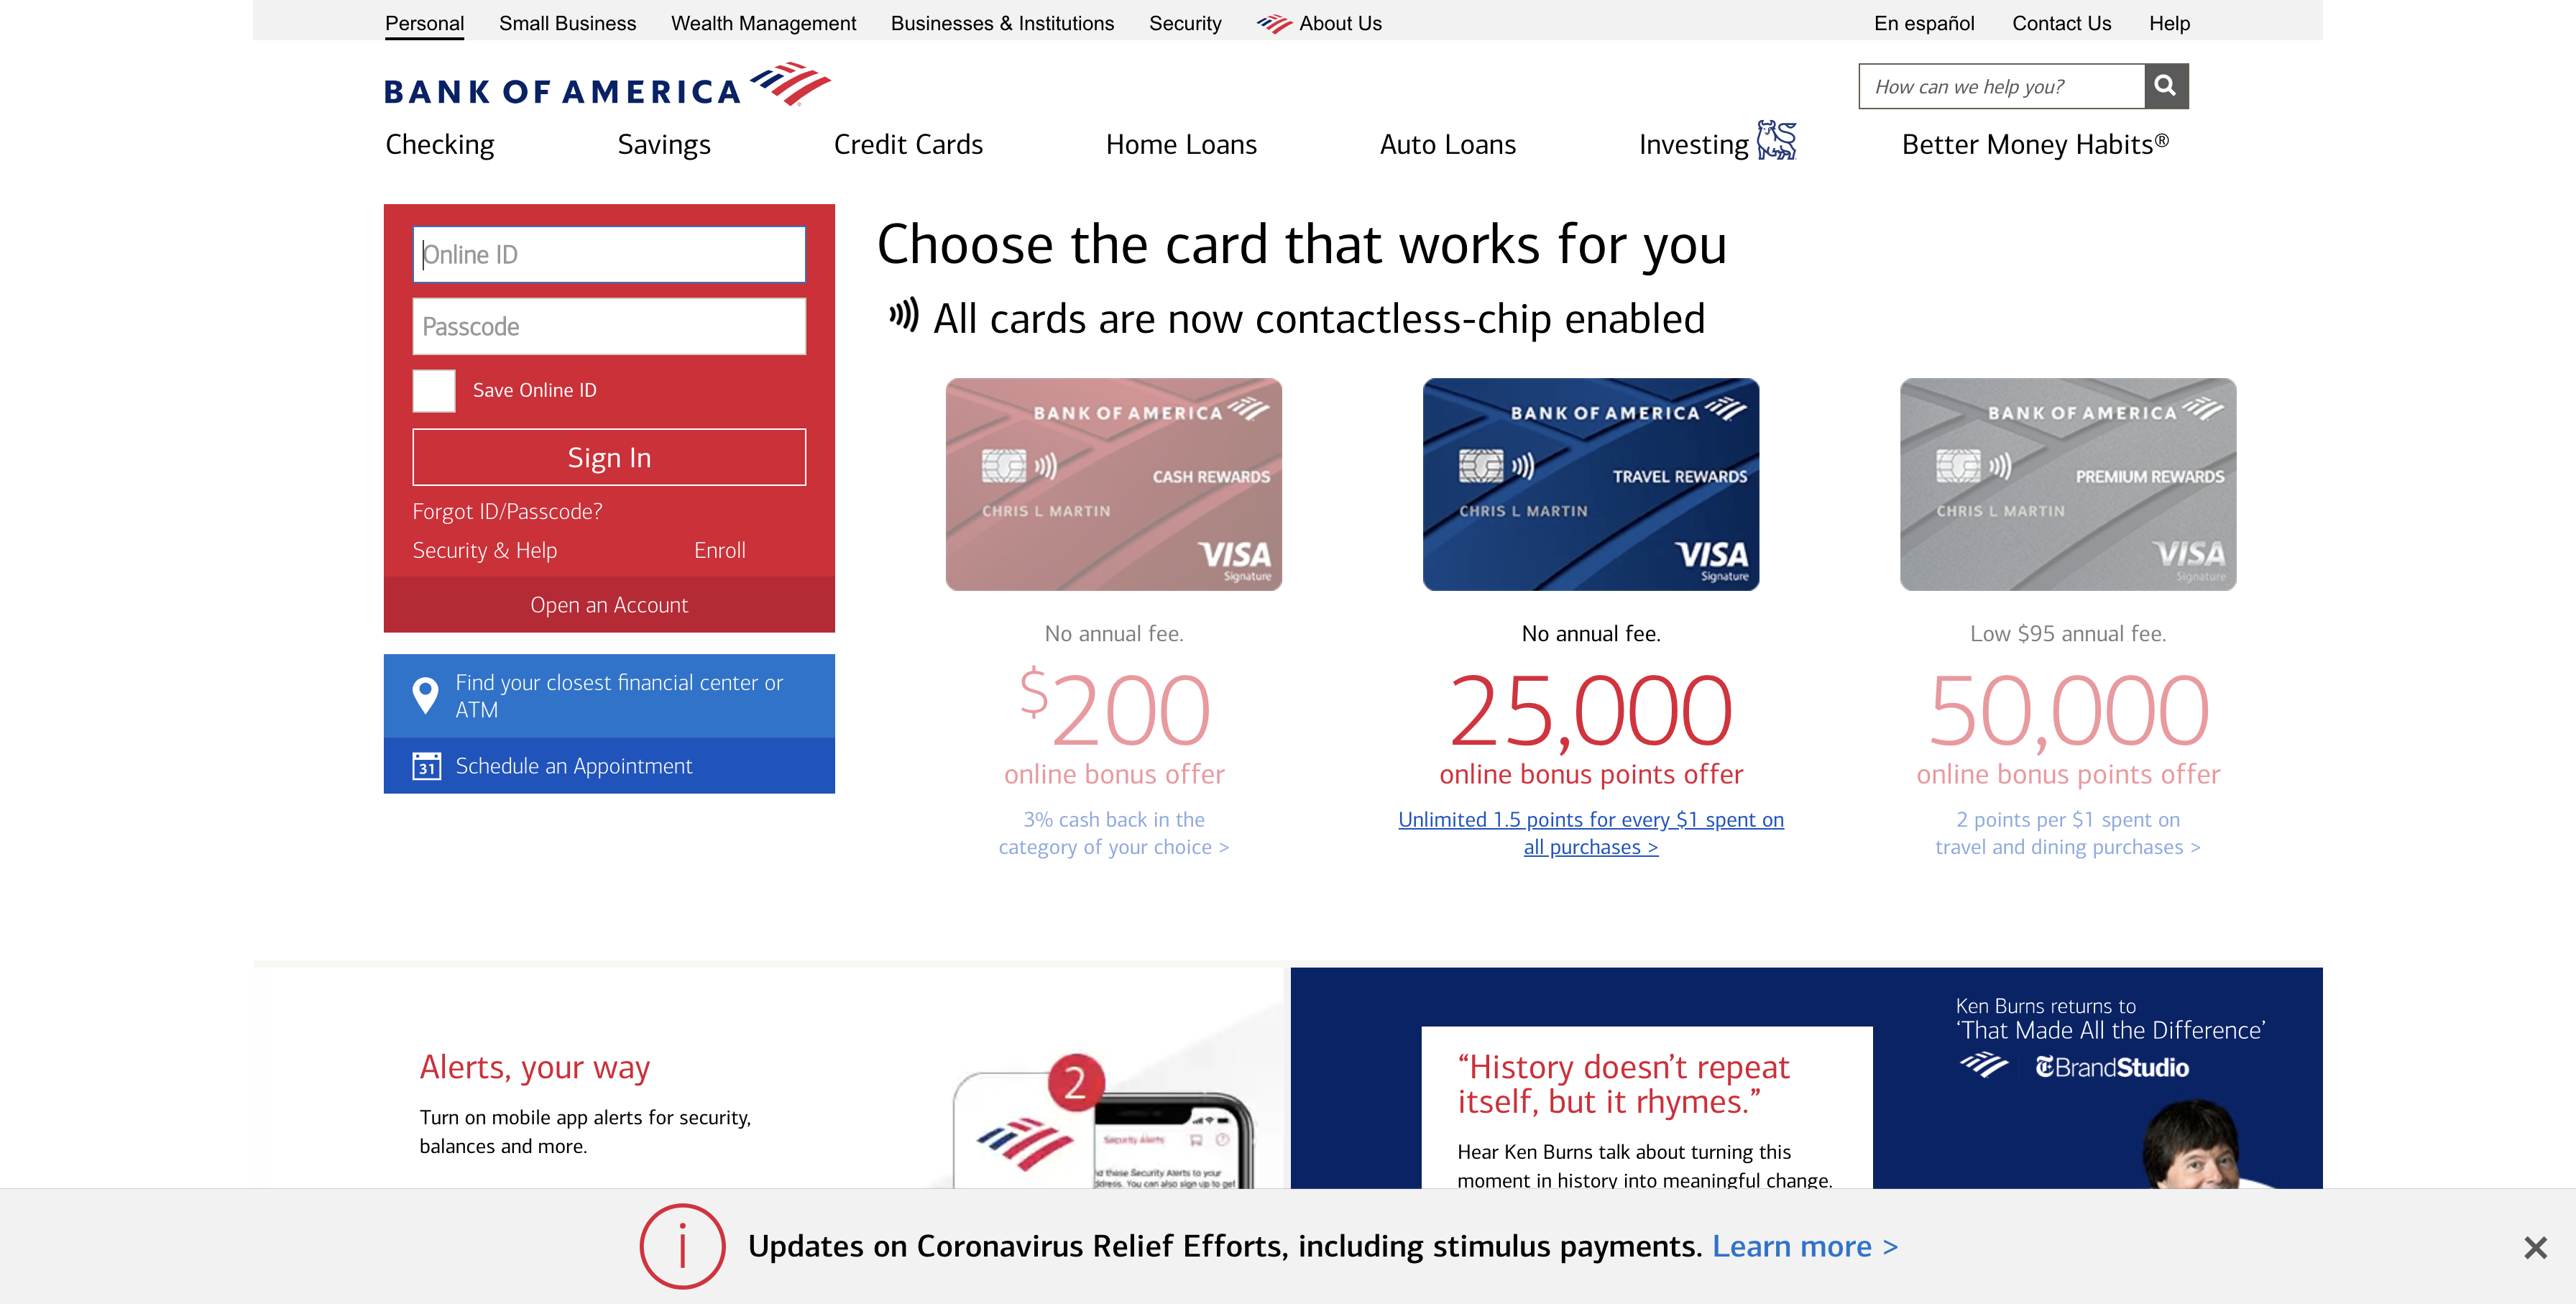 Personal Small Business Wealth Management Businesses & Institutions Security About Us En español Contact Us Help
BANK OF AMERICA
How can we help you?
Checking Savings Credit Cards Home Loans Auto Loans Investing Better Money Habits®
Online ID
Passcode
Save Online ID
Sign In
Forgot ID/Passcode?
Security & Help Enroll
Open an Account
Find your closest financial center or
ATM
31 Schedule an Appointment
Choose the card that works for you
All cards are now contactless-chip enabled
BANK OF AMERICA
CASH REWARDS
CHRIS L MARTIN
VISA
Signature
No annual fee.
$200
online bonus offer
3% cash back in the
category of your choice >
BANK OF AMERICA
TRAVEL REWARDS
CHRIS L MARTIN
VISA
Signature
No annual fee.
25,000
online bonus points offer
Unlimited 1.5 points for every $1 spent on
all purchases >
BANK OF AMERICA
PREMIUM REWARDS
CHRIS L MARTIN
VISA
Signature
Low $95 annual fee.
50,000
online bonus points offer
2 points per $1 spent on
travel and dining purchases >
Alerts, your way
Turn on mobile app alerts for security,
balances and more.
2
Security Alerts
these Security Alerts to your
You can also sign up to get
“History doesn’t repeat
itself, but it rhymes.”
Hear Ken Burns talk about turning this
moment in history into meaningful change.
Ken Burns returns to
‘That Made All the Difference’
T BrandStudio
Updates on Coronavirus Relief Efforts, including stimulus payments. Learn more >